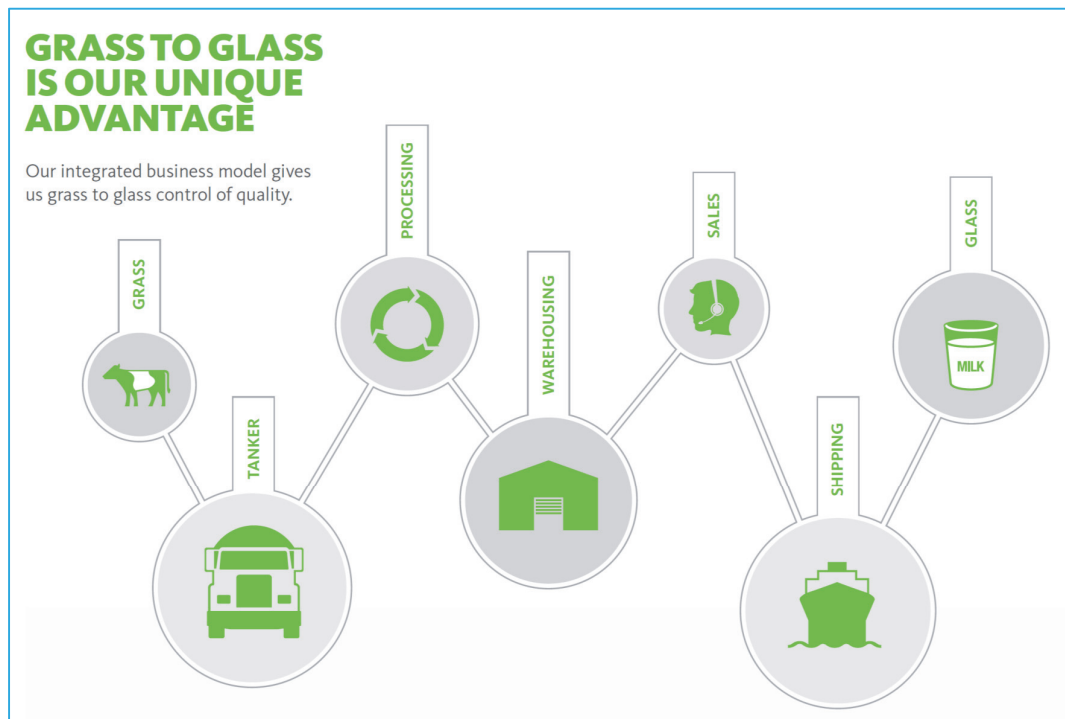 GRASS TO GLASS
IS OUR UNIQUE
ADVANTAGE
Our integrated business model gives
us grass to glass control of quality.
GRASS
TANKER
PROCESSING
WAREHOUSING
SALES
SHIPPING
GLASS
MILK